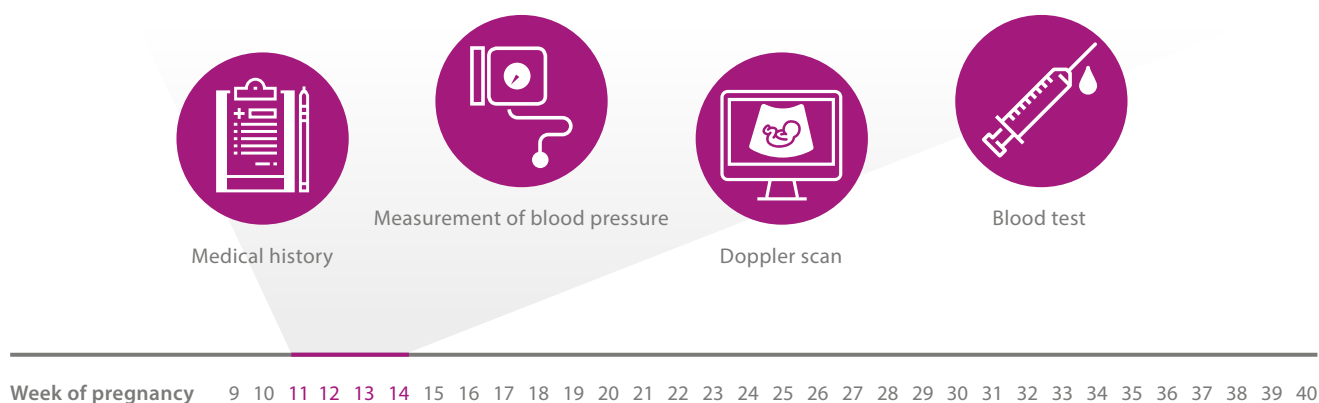 Measurement of blood pressure
Blood test
Medical history
Doppler scan
Week of pregnancy 9 10 11 12 13 14 15 16 17 18 19 20 21 22 23 24 25 26 27 28 29 30 31 32 33 34 35 36 37 38 39 40